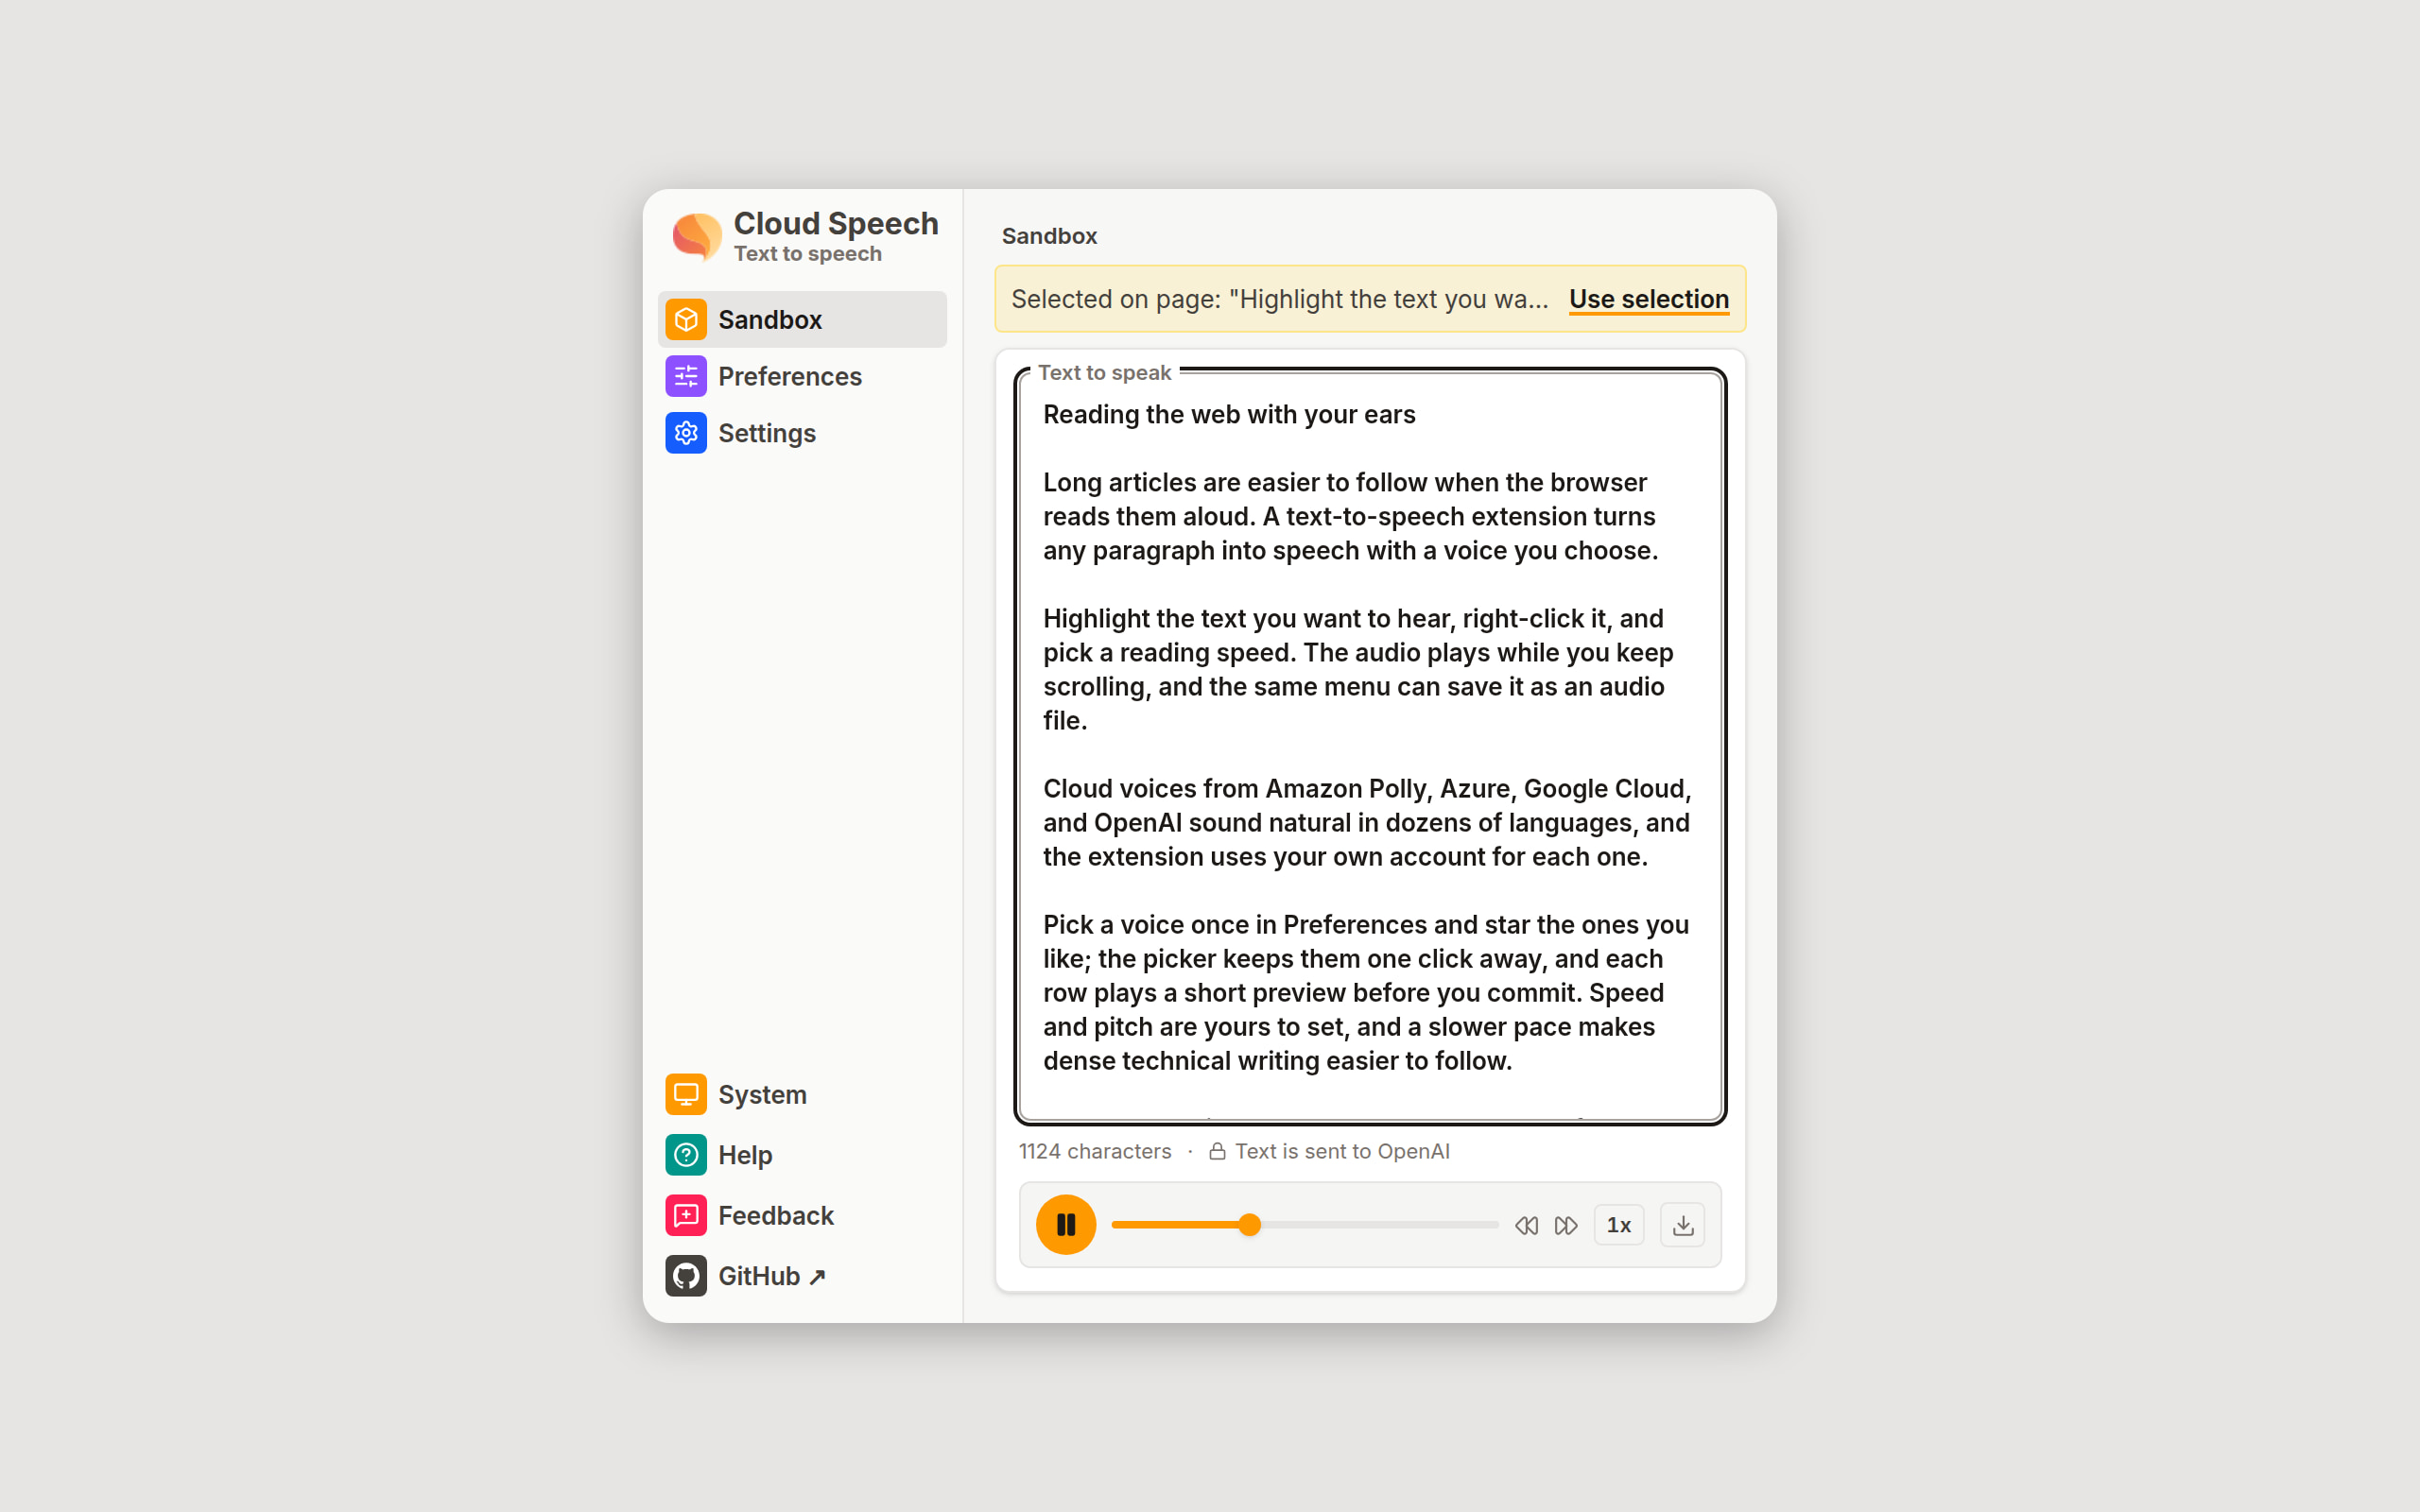 Cloud Speech
Text to speech
Sandbox
Preferences
Settings
System
Help
Feedback
GitHub ↗
Sandbox
Selected on page: "Highlight the text you wa... Use selection
Text to speak
Reading the web with your ears
Long articles are easier to follow when the browser
reads them aloud. A text-to-speech extension turns
any paragraph into speech with a voice you choose.
Highlight the text you want to hear, right-click it, and
pick a reading speed. The audio plays while you keep
scrolling, and the same menu can save it as an audio
file.
Cloud voices from Amazon Polly, Azure, Google Cloud,
and OpenAI sound natural in dozens of languages, and
the extension uses your own account for each one.
Pick a voice once in Preferences and star the ones you
like; the picker keeps them one click away, and each
row plays a short preview before you commit. Speed
and pitch are yours to set, and a slower pace makes
dense technical writing easier to follow.
1124 characters · Text is sent to OpenAI
1x